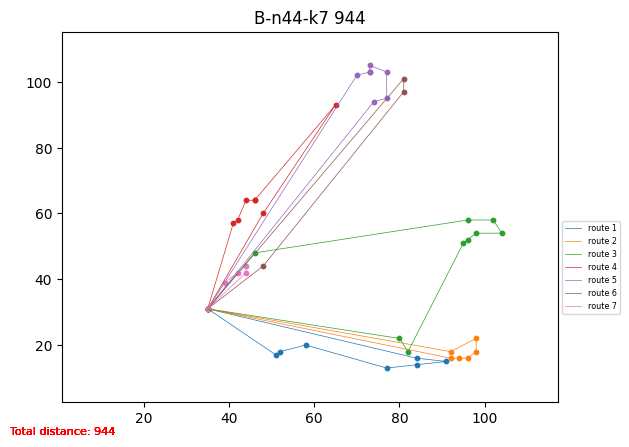 B-n44-k7 944
100
80
60
40
20
20
40
60
80
100
route 1
route 2
route 3
route 4
route 5
route 6
route 7
Total distance: 944